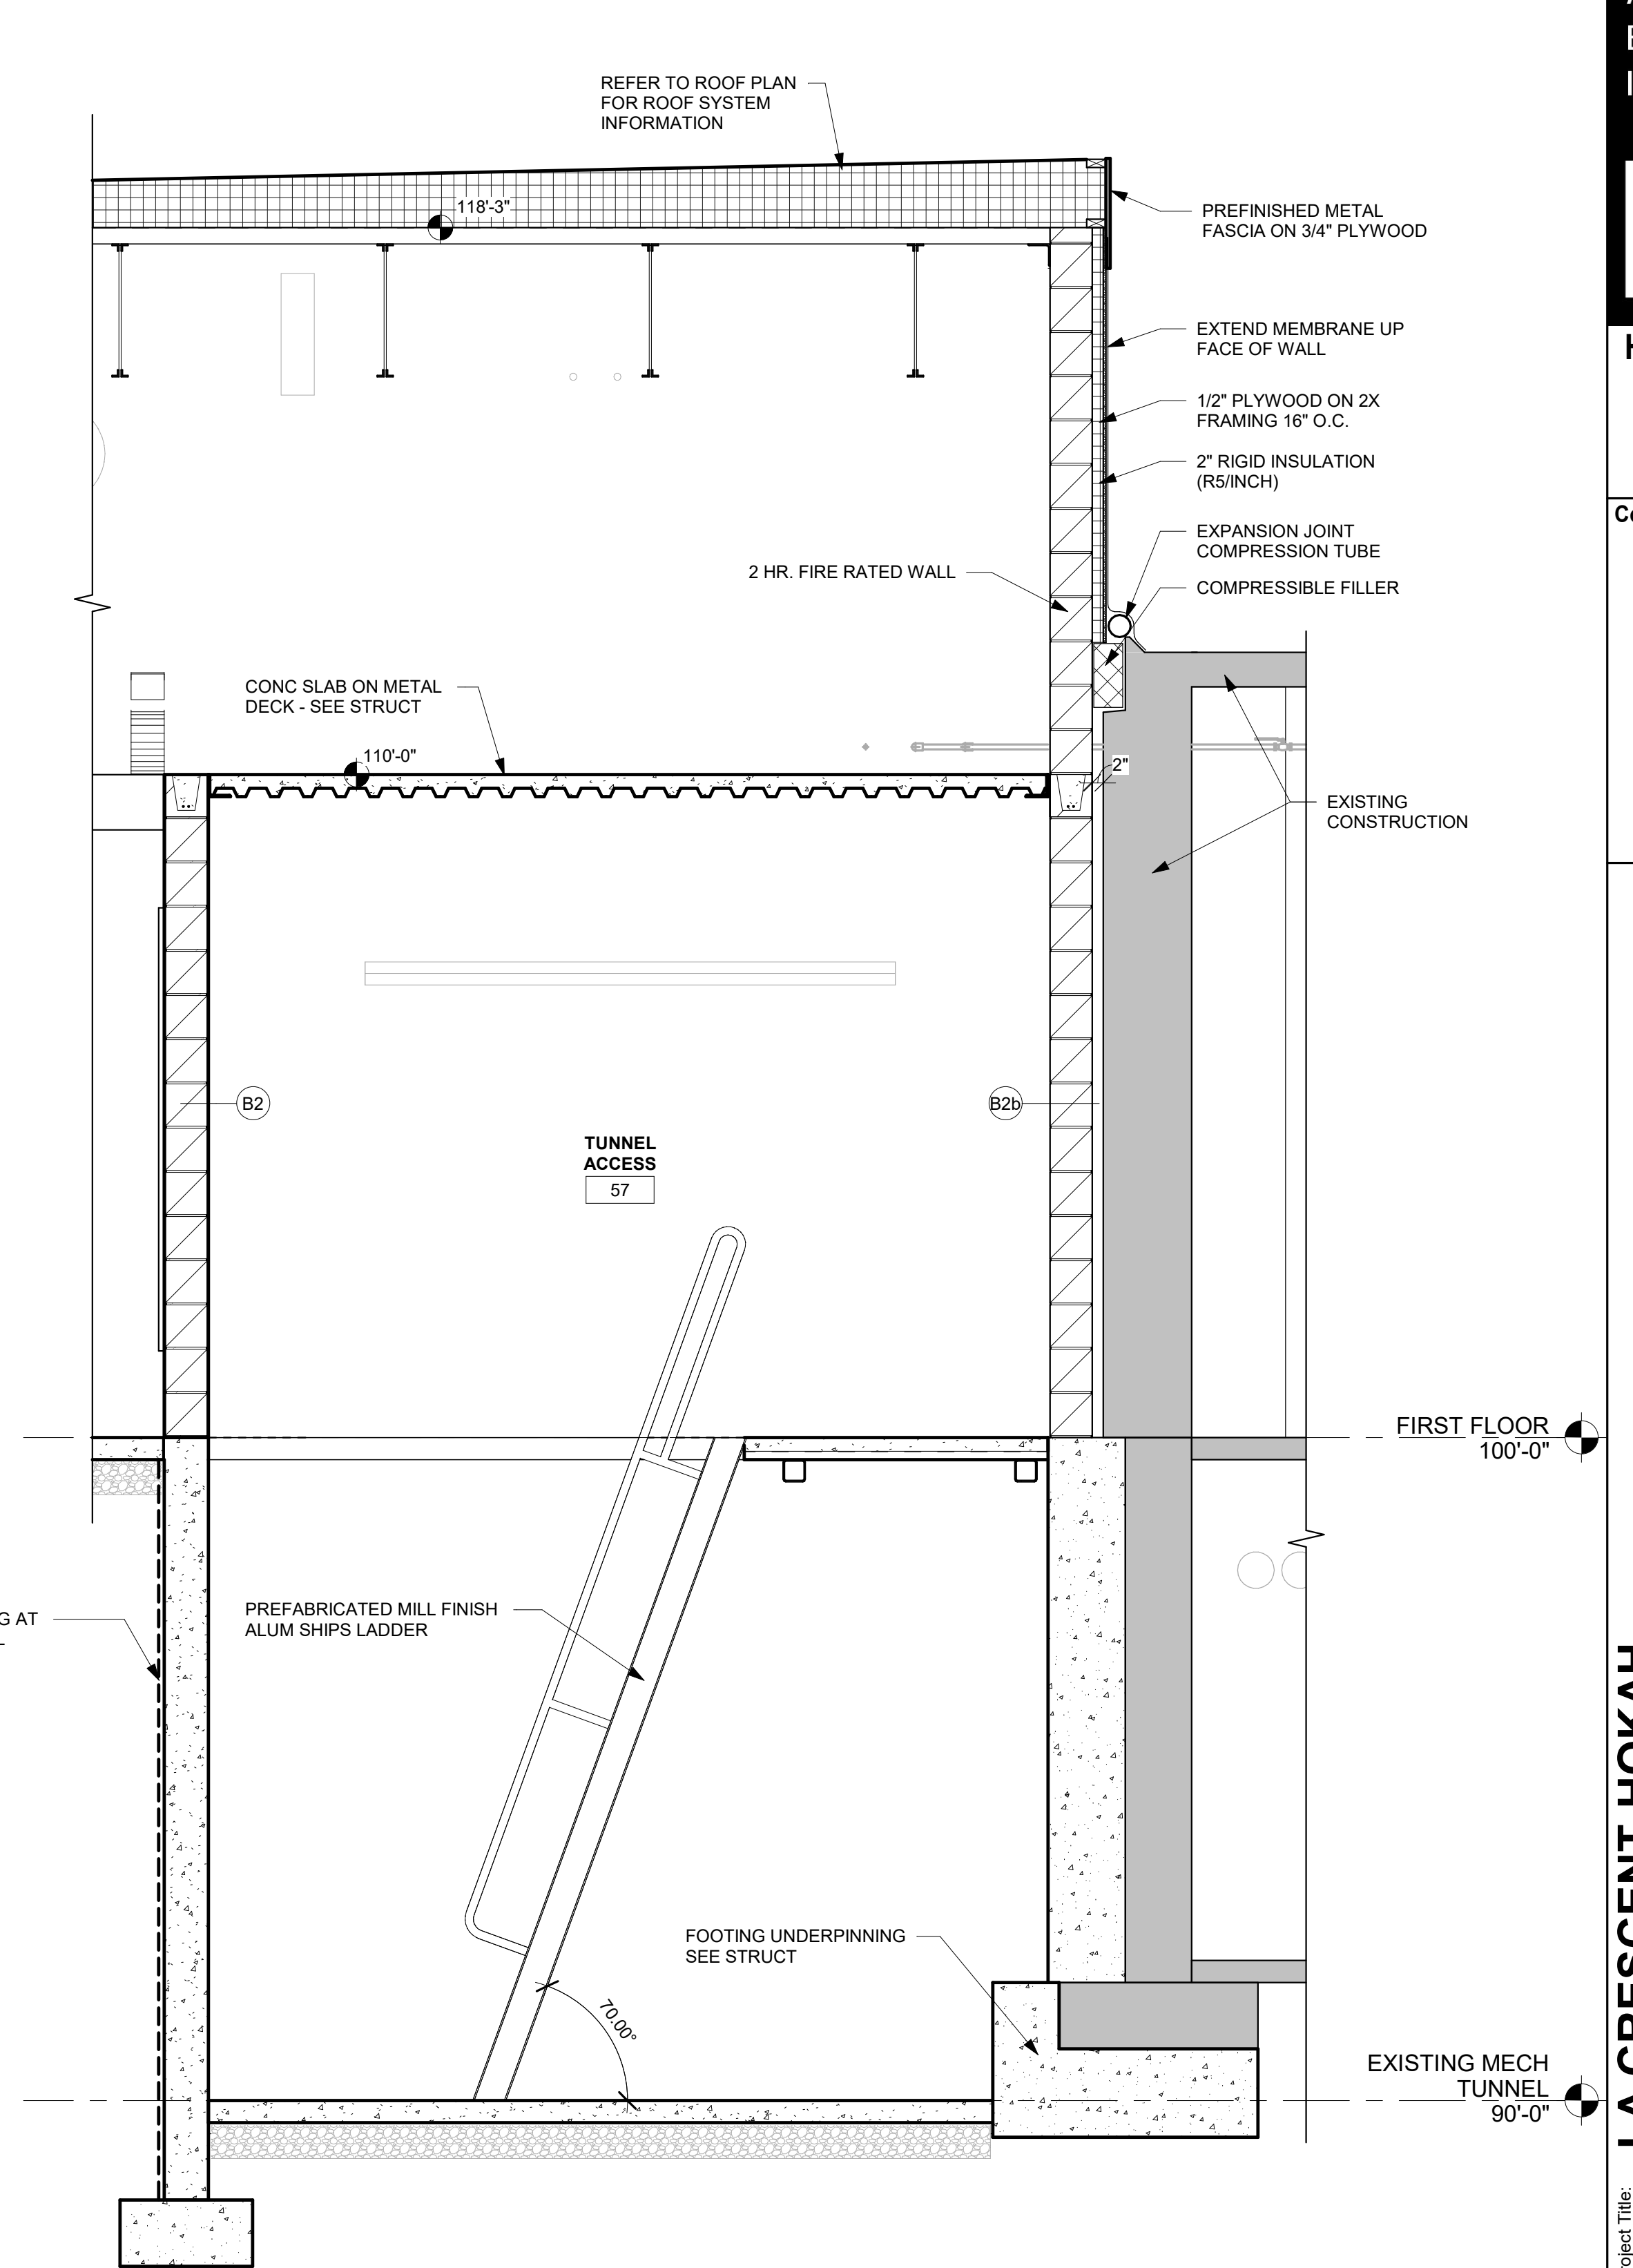 REFER TO ROOF PLAN
FOR ROOF SYSTEM
INFORMATION
118'-3"
PREFINISHED METAL
FASCIA ON 3/4" PLYWOOD
EXTEND MEMBRANE UP
FACE OF WALL
1/2" PLYWOOD ON 2X
FRAMING 16" O.C.
2" RIGID INSULATION
(R5/INCH)
EXPANSION JOINT
COMPRESSION TUBE
2 HR. FIRE RATED WALL
COMPRESSIBLE FILLER
CONC SLAB ON METAL
DECK - SEE STRUCT
110'-0"
2"
EXISTING
CONSTRUCTION
B2
B2b
TUNNEL
ACCESS
57
FIRST FLOOR
100'-0"
G AT
PREFABRICATED MILL FINISH
ALUM SHIPS LADDER
FOOTING UNDERPINNING
SEE STRUCT
70.00°
EXISTING MECH
TUNNEL
90'-0"
LA CRESCENT HOKAH
roject Title: